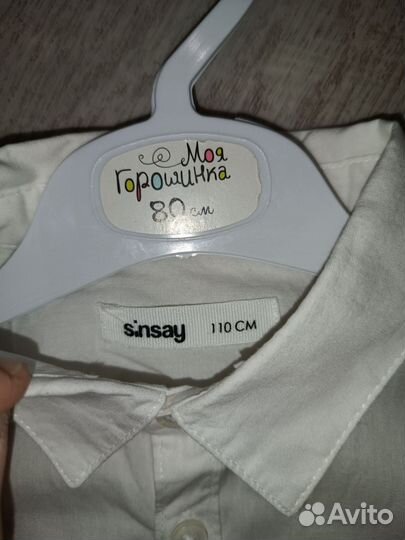 Моя
Горошинка
80 см
sinsay 110 CM
Avito